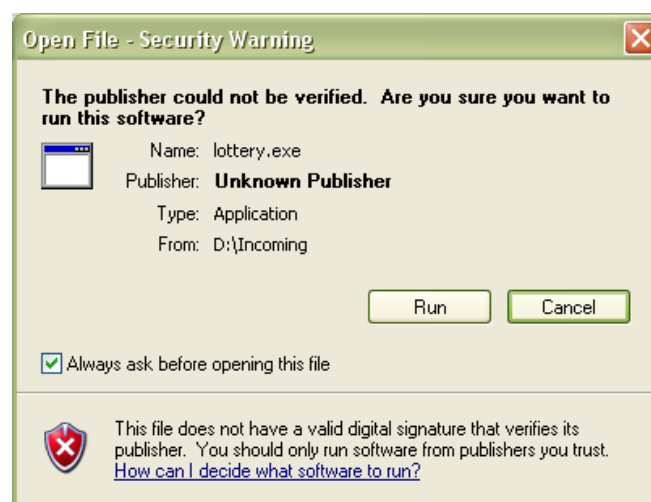 Open File - Security Warning
The publisher could not be verified.  Are you sure you want to
run this software?
Name: lottery.exe
Publisher: Unknown Publisher
Type: Application
From: D:\Incoming
Run Cancel
Always ask before opening this file
This file does not have a valid digital signature that verifies its
publisher.  You should only run software from publishers you trust.
How can I decide what software to run?